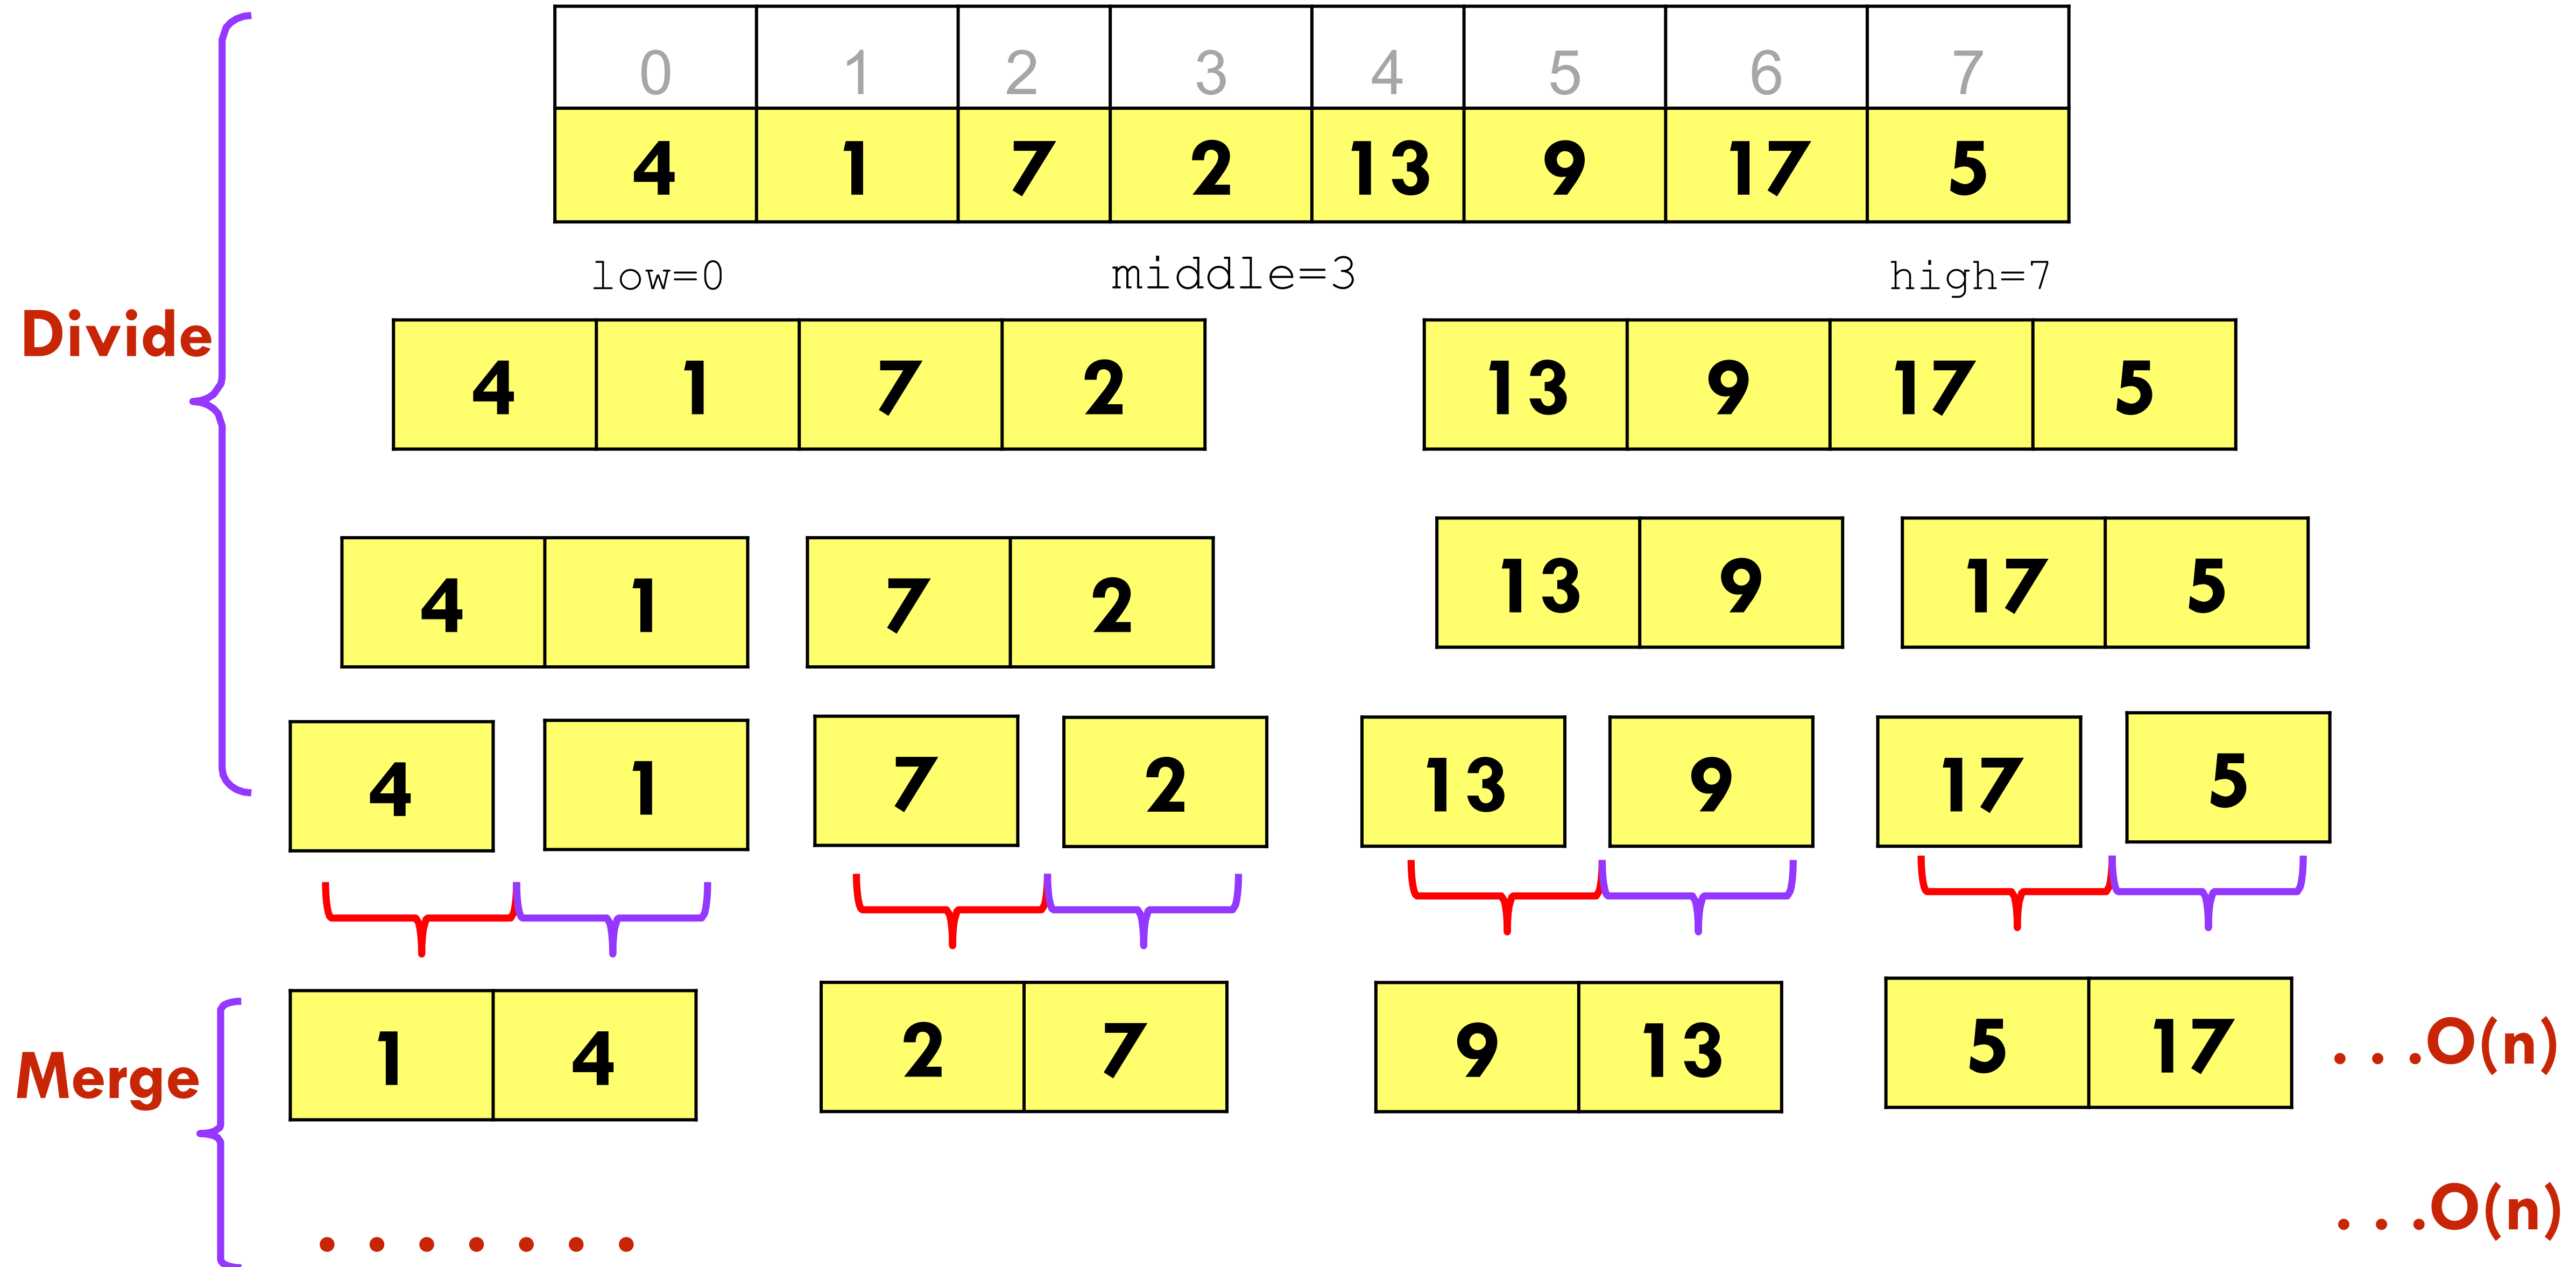 0 1 2 3 4 5 6 7
4 1 7 2 13 9 17 5
low=0 middle=3 high=7
Divide
4 1 7 2 13 9 17 5
4 1 7 2 13 9 17 5
4 1 7 2 13 9 17 5
Merge
1 4 2 7 9 13 5 17 . . .O(n)
. . . . . . . . . .O(n)